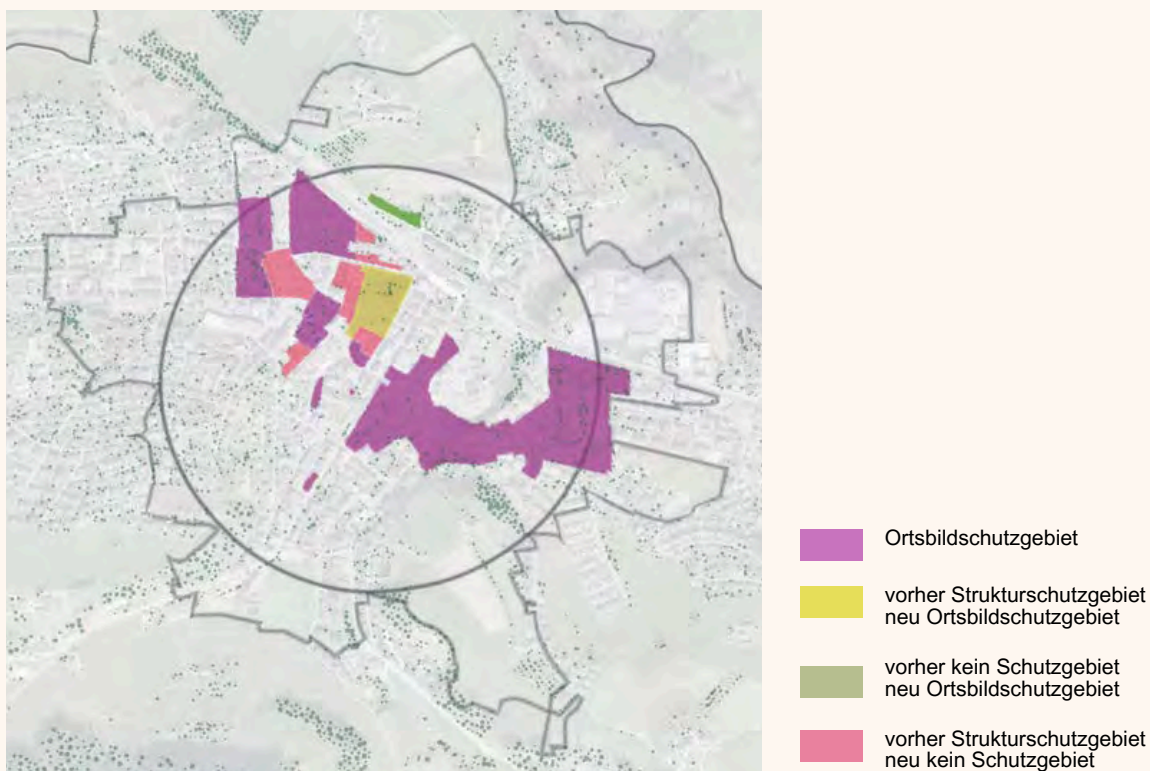 Ortsbildschutzgebiet
vorher Strukturschutzgebiet
neu Ortsbildschutzgebiet
vorher kein Schutzgebiet
neu Ortsbildschutzgebiet
vorher Strukturschutzgebiet
neu kein Schutzgebiet